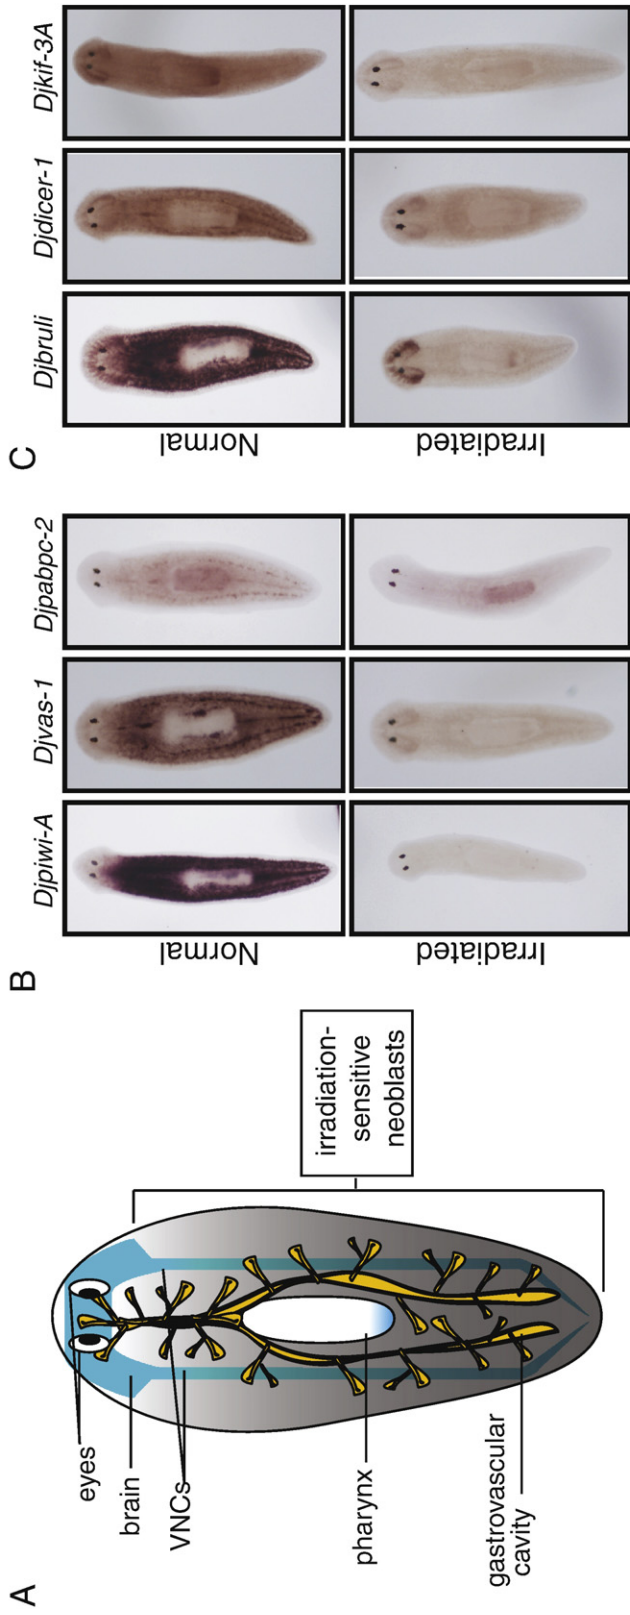 A
eyes
brain
VNCs
pharynx
gastrovascular
cavity
irradiation-
sensitive
neoblasts
B
Djpiwi-A
Djvas-1
Djpabpc-2
Normal
Irradiated
C
Djbruli
Djdicer-1
Djkif-3A
Normal
Irradiated